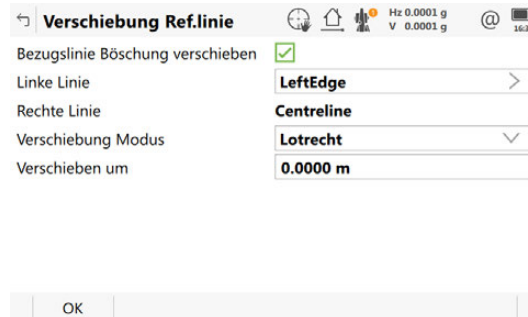 Verschiebung Ref.linie
Hz 0.0001 g
V 0.0001 g
@
Bezugslinie Böschung verschieben
Linke Linie LeftEdge
Rechte Linie Centreline
Verschiebung Modus Lotrecht
Verschieben um 0.0000 m
OK